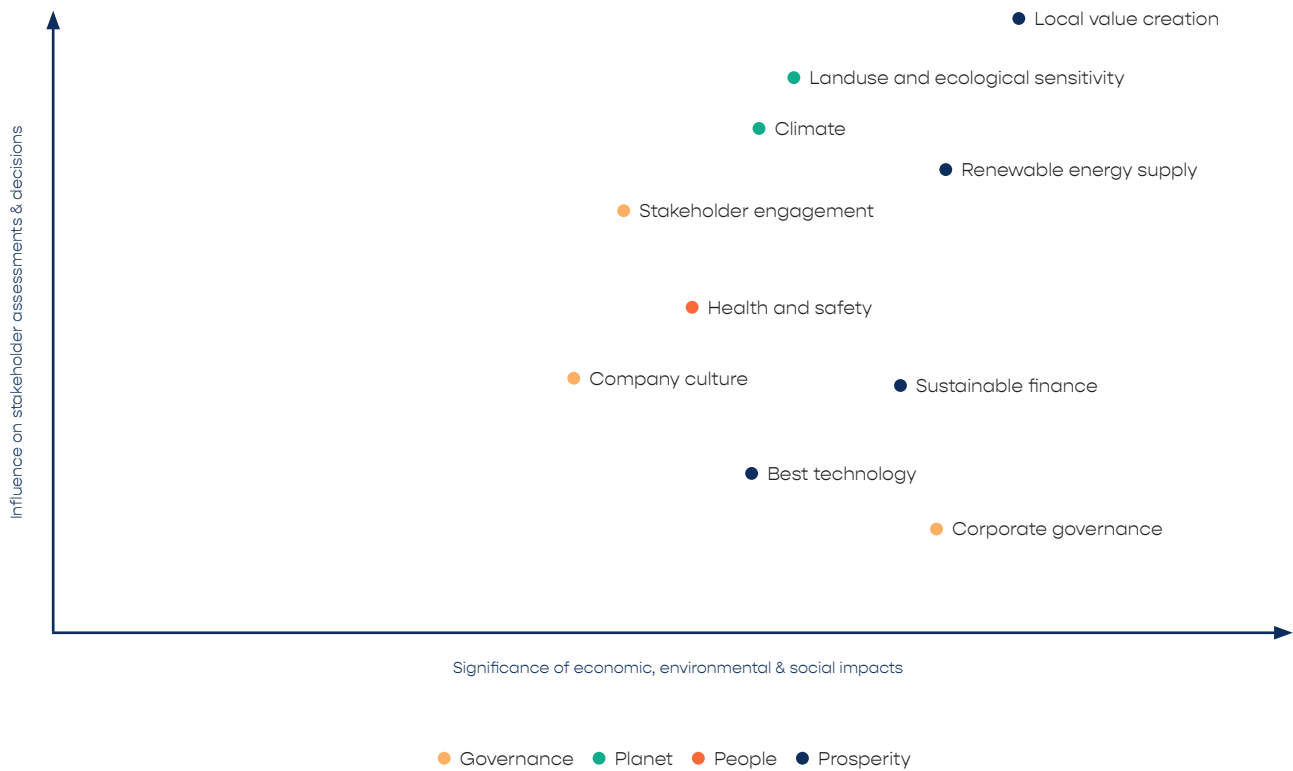 Local value creation
Landuse and ecological sensitivity
Climate
Renewable energy supply
Stakeholder engagement
Health and safety
Company culture
Sustainable finance
Best technology
Corporate governance
Influence on stakeholder assessments & decisions
Significance of economic, environmental & social impacts
Governance Planet People Prosperity